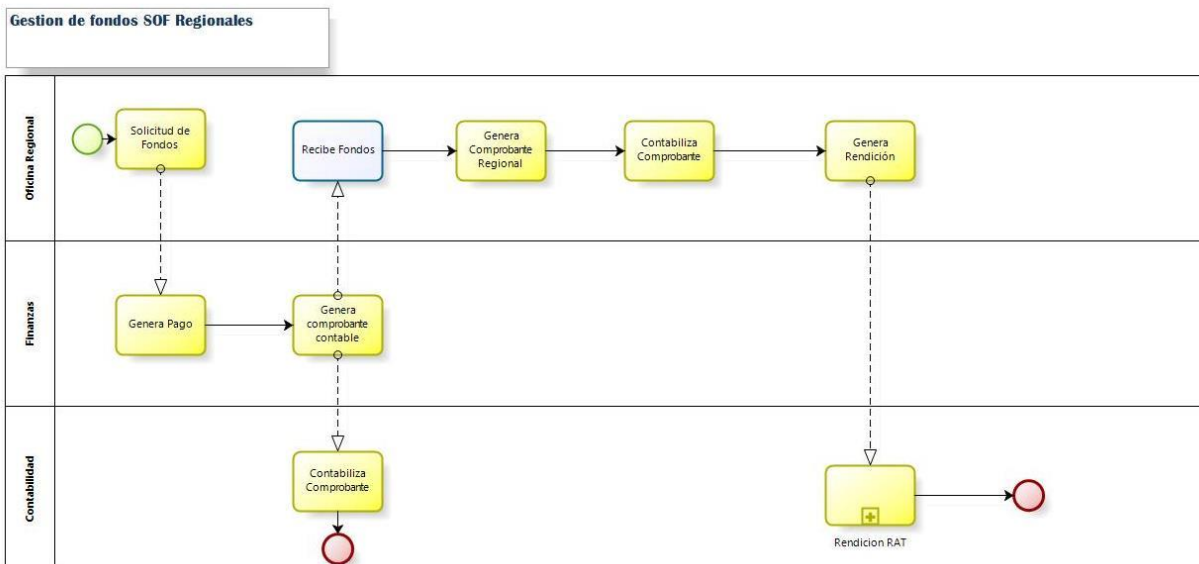 Gestion de fondos SOF Regionales
Oficina Regional
Solicitud de
Fondos
Recibe Fondos
Genera
Comprobante
Regional
Contabiliza
Comprobante
Genera
Rendición
Finanzas
Genera Pago
Genera
comprobante
contable
Contabilidad
Contabiliza
Comprobante
Rendicion RAT